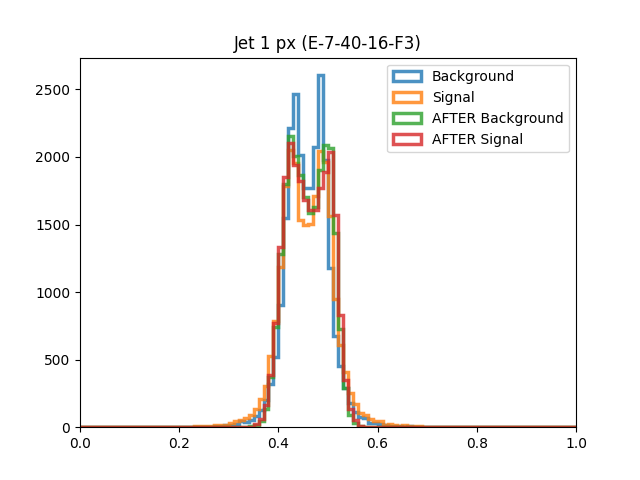 Jet 1 px (E-7-40-16-F3)
Background
Signal
AFTER Background
AFTER Signal
2500
2000
1500
1000
500
0
0.0 0.2 0.4 0.6 0.8 1.0